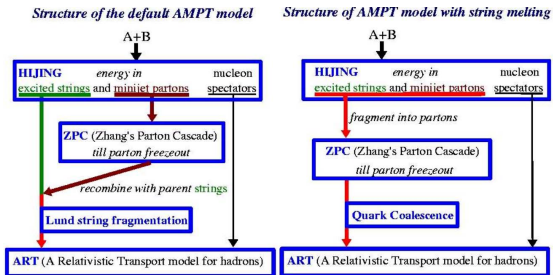 Structure of the default AMPT model
A+B
HIJING energy in nucleon
excited strings and minijet partons spectators
ZPC (Zhang's Parton Cascade)
till parton freezeout
recombine with parent strings
Lund string fragmentation
ART (A Relativistic Transport model for hadrons)
Structure of AMPT model with string melting
A+B
HIJING energy in nucleon
excited strings and minijet partons spectators
fragment into partons
ZPC (Zhang's Parton Cascade)
till parton freezeout
Quark Coalescence
ART (A Relativistic Transport model for hadrons)